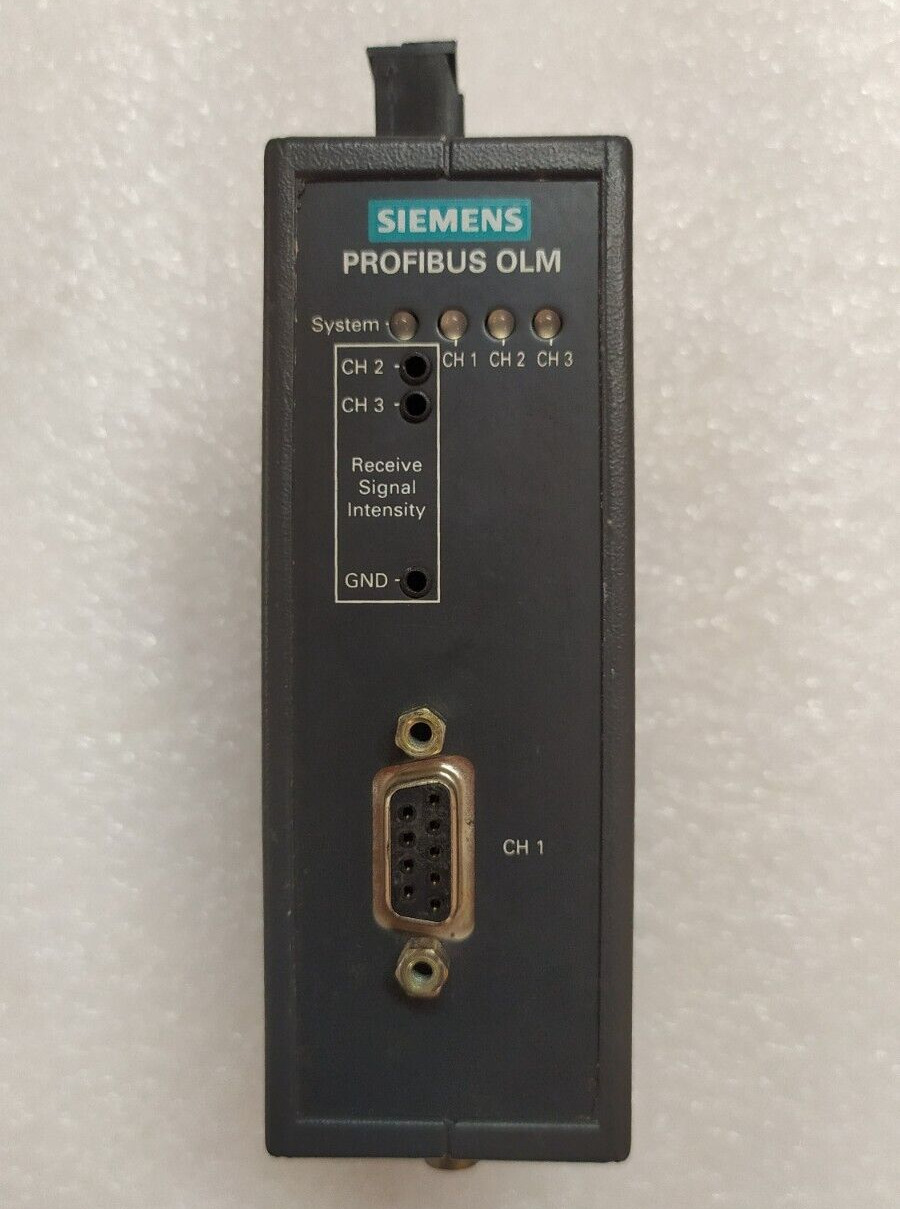 SIEMENS
PROFIBUS OLM
System
CH 1 CH 2 CH 3
CH 2
CH 3
Receive
Signal
Intensity
GND
CH 1